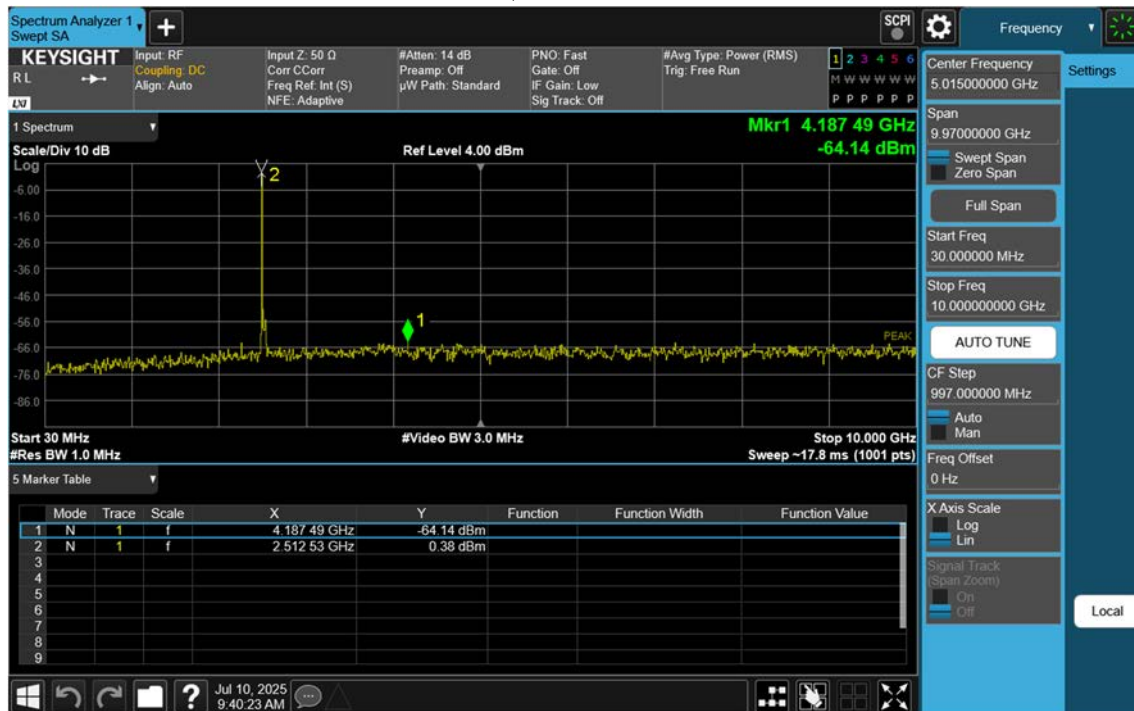 Spectrum Analyzer 1
Swept SA
+
SCPI
Frequency
KEYSIGHT
RL
LXI
Input: RF
Coupling: DC
Align: Auto
Input Z: 50 Ω
Corr CCorr
Freq Ref: Int (S)
NFE: Adaptive
#Atten: 14 dB
Preamp: Off
µW Path: Standard
PNO: Fast
Gate: Off
IF Gain: Low
Sig Track: Off
#Avg Type: Power (RMS)
Trig: Free Run
1 2 3 4 5 6
M W W W W W
P P P P P P
1 Spectrum
Scale/Div 10 dB
Ref Level 4.00 dBm
Mkr1 4.187 49 GHz
-64.14 dBm
Log
2
-6.00
-16.0
-26.0
-36.0
-46.0
-56.0
-66.0
-76.0
-86.0
1
PEAK
Start 30 MHz
#Video BW 3.0 MHz
Stop 10.000 GHz
#Res BW 1.0 MHz
Sweep ~17.8 ms (1001 pts)
5 Marker Table
Mode Trace Scale X Y Function Function Width Function Value
1 N 1 f 4.187 49 GHz -64.14 dBm
2 N 1 f 2.512 53 GHz 0.38 dBm
3
4
5
6
7
8
9
Jul 10, 2025
9:40:23 AM
?
Center Frequency
5.015000000 GHz
Settings
Span
9.97000000 GHz
Swept Span
Zero Span
Full Span
Start Freq
30.000000 MHz
Stop Freq
10.000000000 GHz
AUTO TUNE
CF Step
997.000000 MHz
Auto
Man
Freq Offset
0 Hz
X Axis Scale
Log
Lin
Signal Track
(Span Zoom)
On
Off
Local